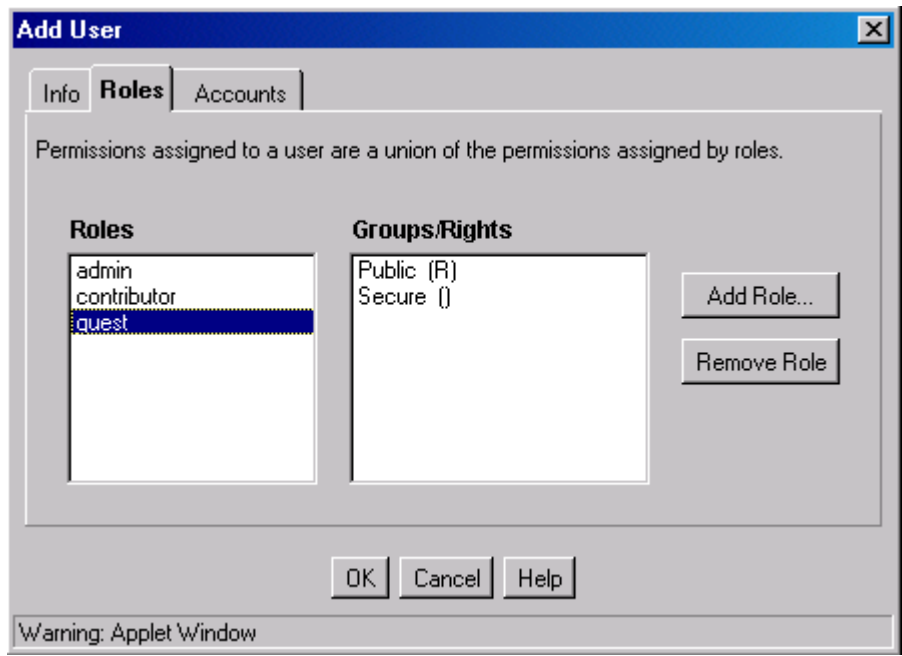 Add User
Info Roles Accounts
Permissions assigned to a user are a union of the permissions assigned by roles.
Roles Groups/Rights
admin
contributor
guest
Public (R)
Secure ()
Add Role...
Remove Role
OK Cancel Help
Warning: Applet Window